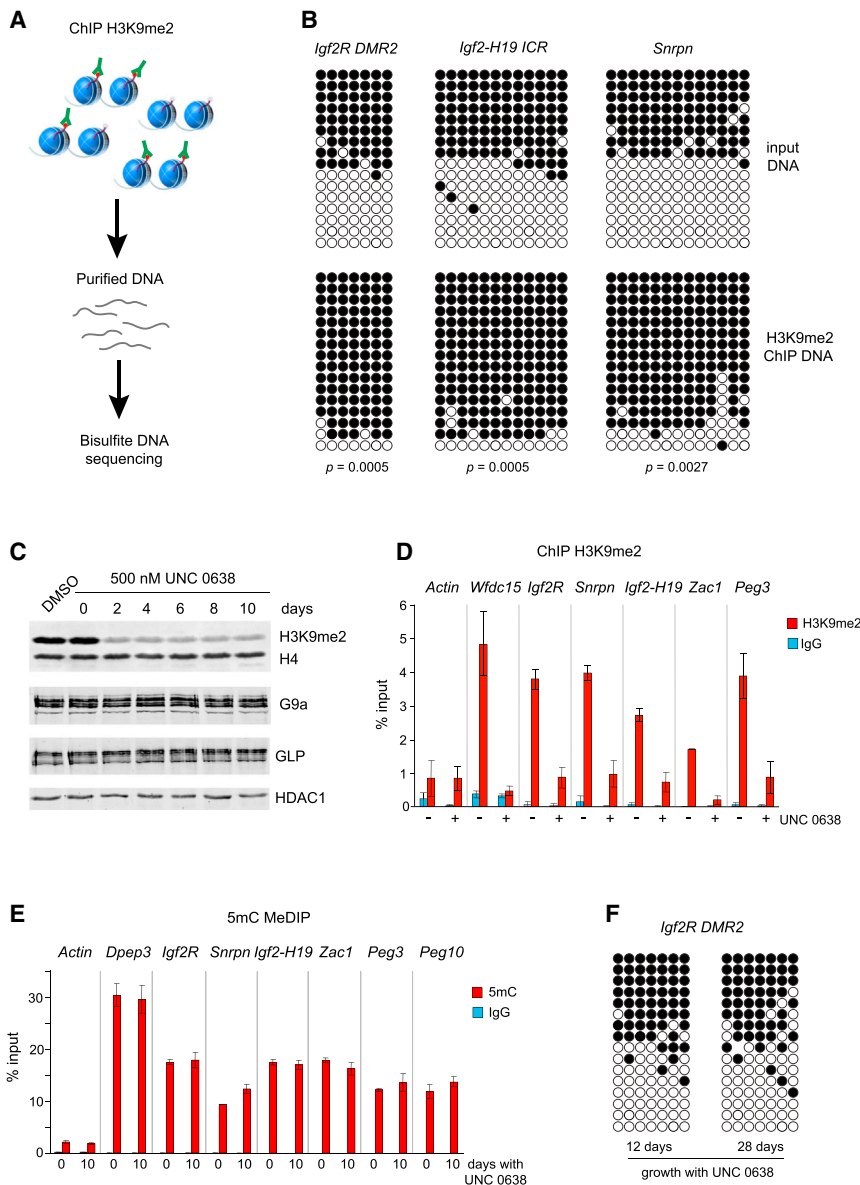 A
ChIP H3K9me2
Purified DNA
Bisulfite DNA
sequencing
B
Igf2R DMR2
Igf2-H19 ICR
Snrpn
input
DNA
H3K9me2
ChIP DNA
p = 0.0005
p = 0.0005
p = 0.0027
C
500 nM UNC 0638
DMSO
0 2 4 6 8 10 days
H3K9me2
H4
G9a
GLP
HDAC1
D
ChIP H3K9me2
Actin Wfdc15 Igf2R Snrpn Igf2-H19 Zac1 Peg3
6
5
4
3
2
1
0
% input
H3K9me2
IgG
- + - + - + - + - + - + - + UNC 0638
E
5mC MeDIP
Actin Dpep3 Igf2R Snrpn Igf2-H19 Zac1 Peg3 Peg10
30
20
10
0
% input
5mC
IgG
0 10 0 10 0 10 0 10 0 10 0 10 0 10 0 10 days with
UNC 0638
F
Igf2R DMR2
12 days
28 days
growth with UNC 0638